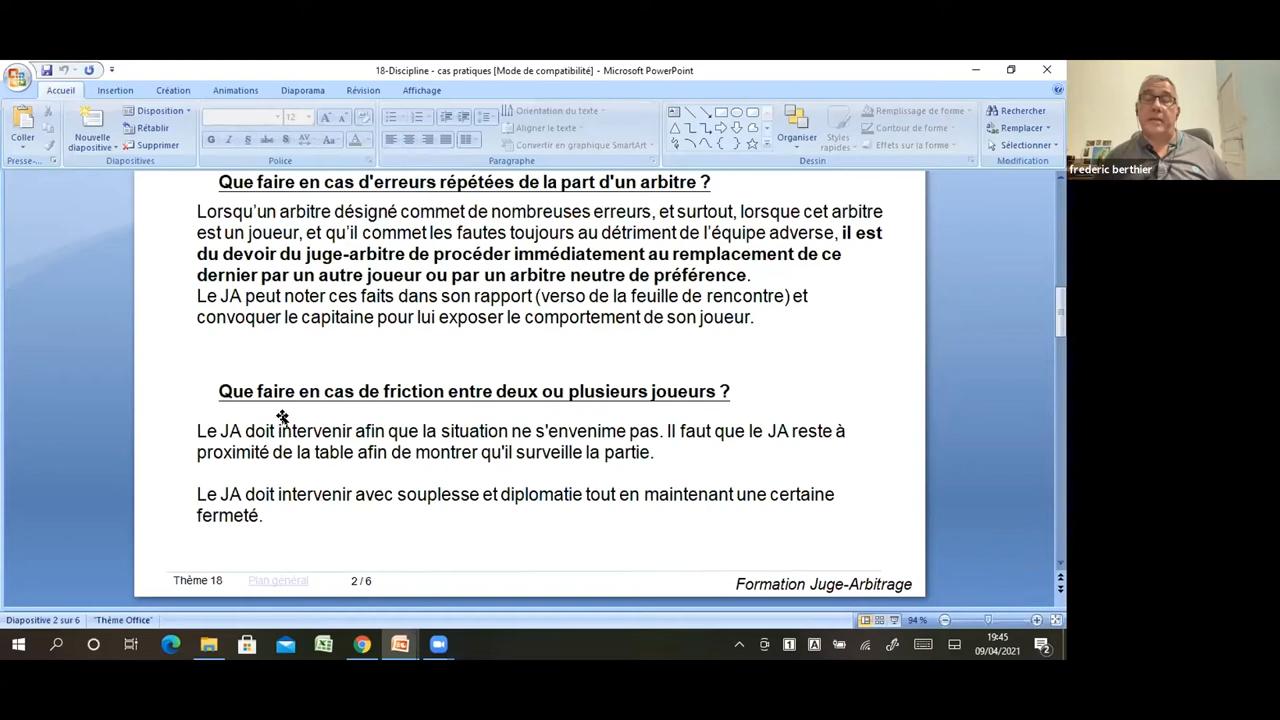 18-Discipline - cas pratiques [Mode de compatibilité] - Microsoft PowerPoint
Accueil Insertion Création Animations Diaporama Révision Affichage
Coller
Nouvelle diapositive
Disposition
Rétablir
Supprimer
12
G I S abc S AV Aa A
Orientation du texte
Aligner le texte
Convertir en graphique SmartArt
Organiser
Styles rapides
Remplissage de forme
Contour de forme
Effets sur la forme
Rechercher
Remplacer
Sélectionner
Presse-... Diapositives Police Paragraphe Dessin Modification
frederic berthier
Que faire en cas d'erreurs répétées de la part d'un arbitre ?
Lorsqu'un arbitre désigné commet de nombreuses erreurs, et surtout, lorsque cet arbitre
est un joueur, et qu'il commet les fautes toujours au détriment de l'équipe adverse, il est
du devoir du juge-arbitre de procéder immédiatement au remplacement de ce
dernier par un autre joueur ou par un arbitre neutre de préférence.
Le JA peut noter ces faits dans son rapport (verso de la feuille de rencontre) et
convoquer le capitaine pour lui exposer le comportement de son joueur.
Que faire en cas de friction entre deux ou plusieurs joueurs ?
Le JA doit intervenir afin que la situation ne s'envenime pas. Il faut que le JA reste à
proximité de la table afin de montrer qu'il surveille la partie.
Le JA doit intervenir avec souplesse et diplomatie tout en maintenant une certaine
fermeté.
Thème 18 Plan général 2 / 6 Formation Juge-Arbitrage
Diapositive 2 sur 6 "Thème Office" 94 %
19:45
09/04/2021
2